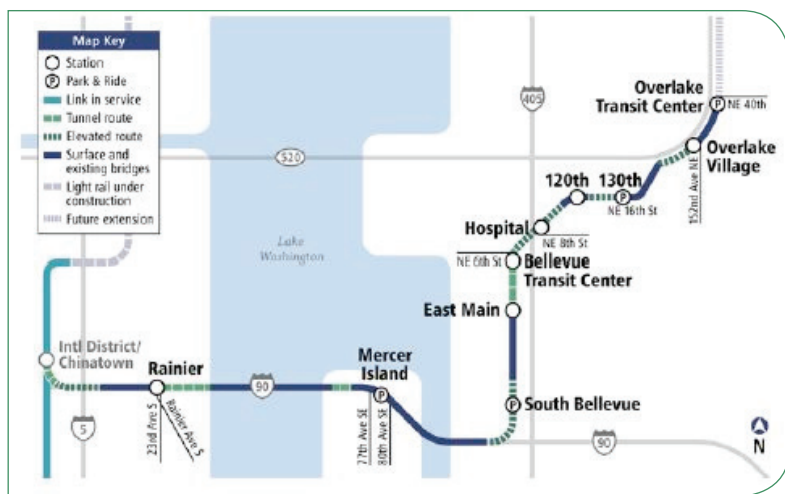 Map Key
Station
P Park & Ride
Link in service
Tunnel route
Elevated route
Surface and
existing bridges
Light rail under
construction
Future extension
Overlake
Transit Center
P
NE 40th
405
520
Overlake
Village
152nd Ave NE
120th
130th
P
NE 16th St
Hospital
NE 8th St
NE 6th St
Bellevue
Transit Center
Lake
Washington
East Main
Intl District/
Chinatown
Rainier
90
Mercer
Island
P
P
South Bellevue
23rd Ave S
Rainier Ave S
77th Ave SE
80th Ave SE
5
90
N